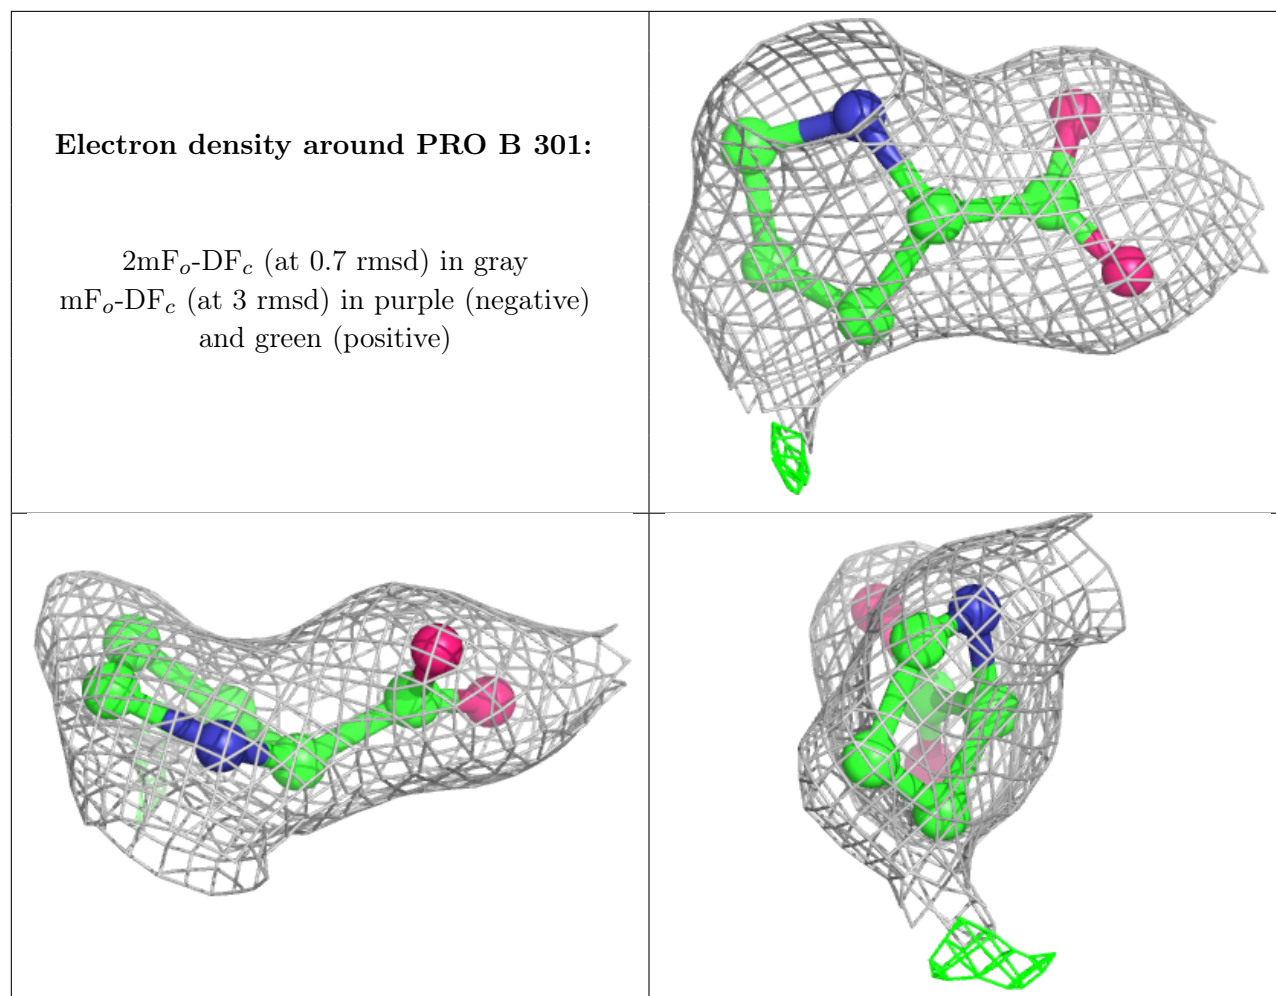 Electron density around PRO B 301:
2mFo-DFc (at 0.7 rmsd) in gray
mFo-DFc (at 3 rmsd) in purple (negative)
and green (positive)